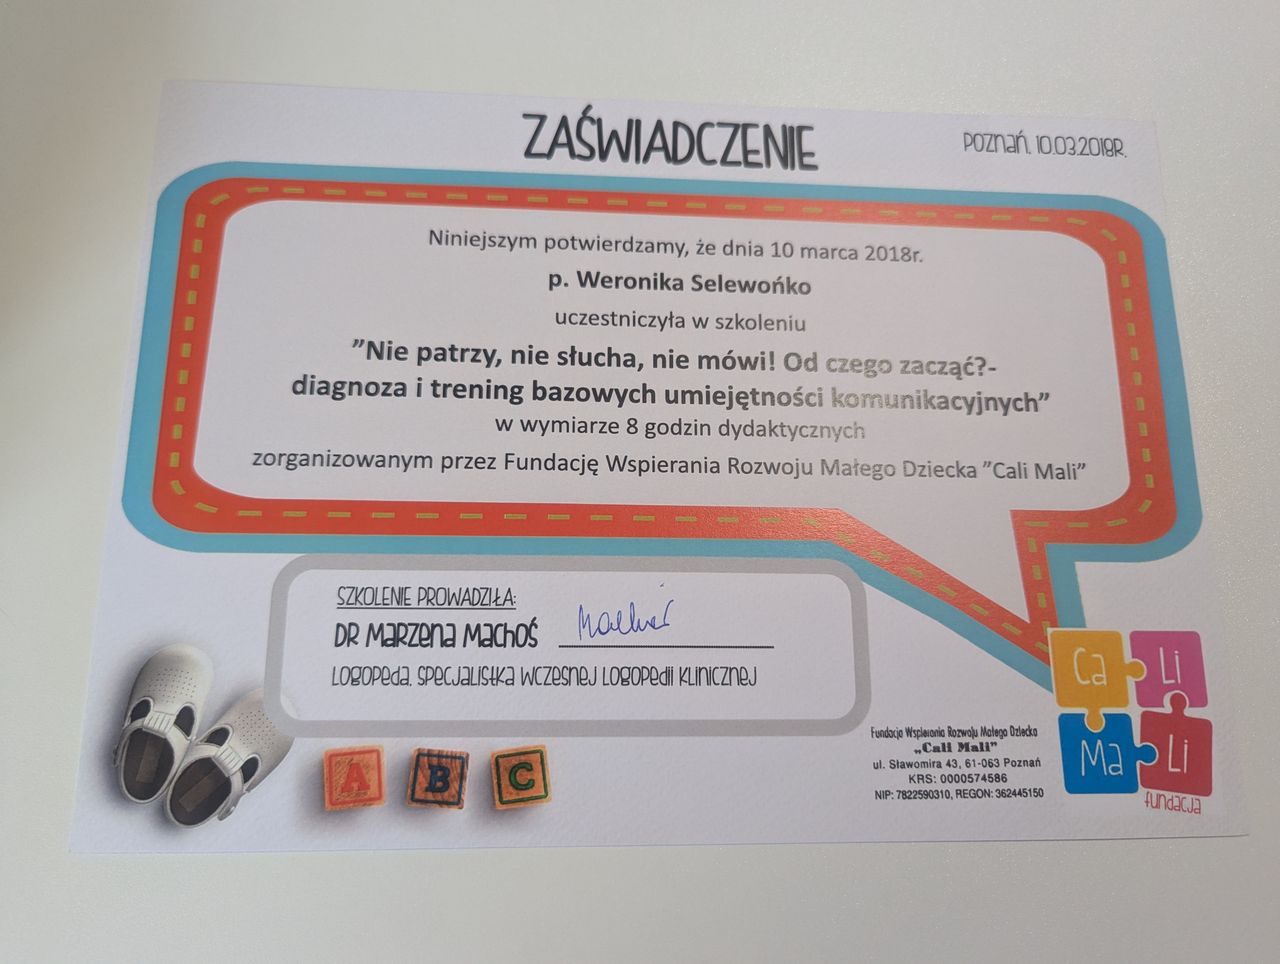 ZAŚWIADCZENIE
POZNAŃ, 10.03.2018R.
Niniejszym potwierdzamy, że dnia 10 marca 2018r.
p. Weronika Selewońko
uczestniczyła w szkoleniu
”Nie patrzy, nie słucha, nie mówi! Od czego zacząć?-
diagnoza i trening bazowych umiejętności komunikacyjnych”
w wymiarze 8 godzin dydaktycznych
zorganizowanym przez Fundację Wspierania Rozwoju Małego Dziecka ”Cali Mali”
SZKOLENIE PROWADZIŁA:
DR MARZENA MACHOŚ
LOGOPEDA, SPECJALISTKA WCZESNEJ LOGOPEDII KLINICZNEJ
A B C
Fundacja Wspierania Rozwoju Małego Dziecka
„Cali Mali”
ul. Sławomira 43, 61-063 Poznań
KRS: 0000574586
NIP: 7822590310, REGON: 362445150
Ca Li
Ma Li
fundacja